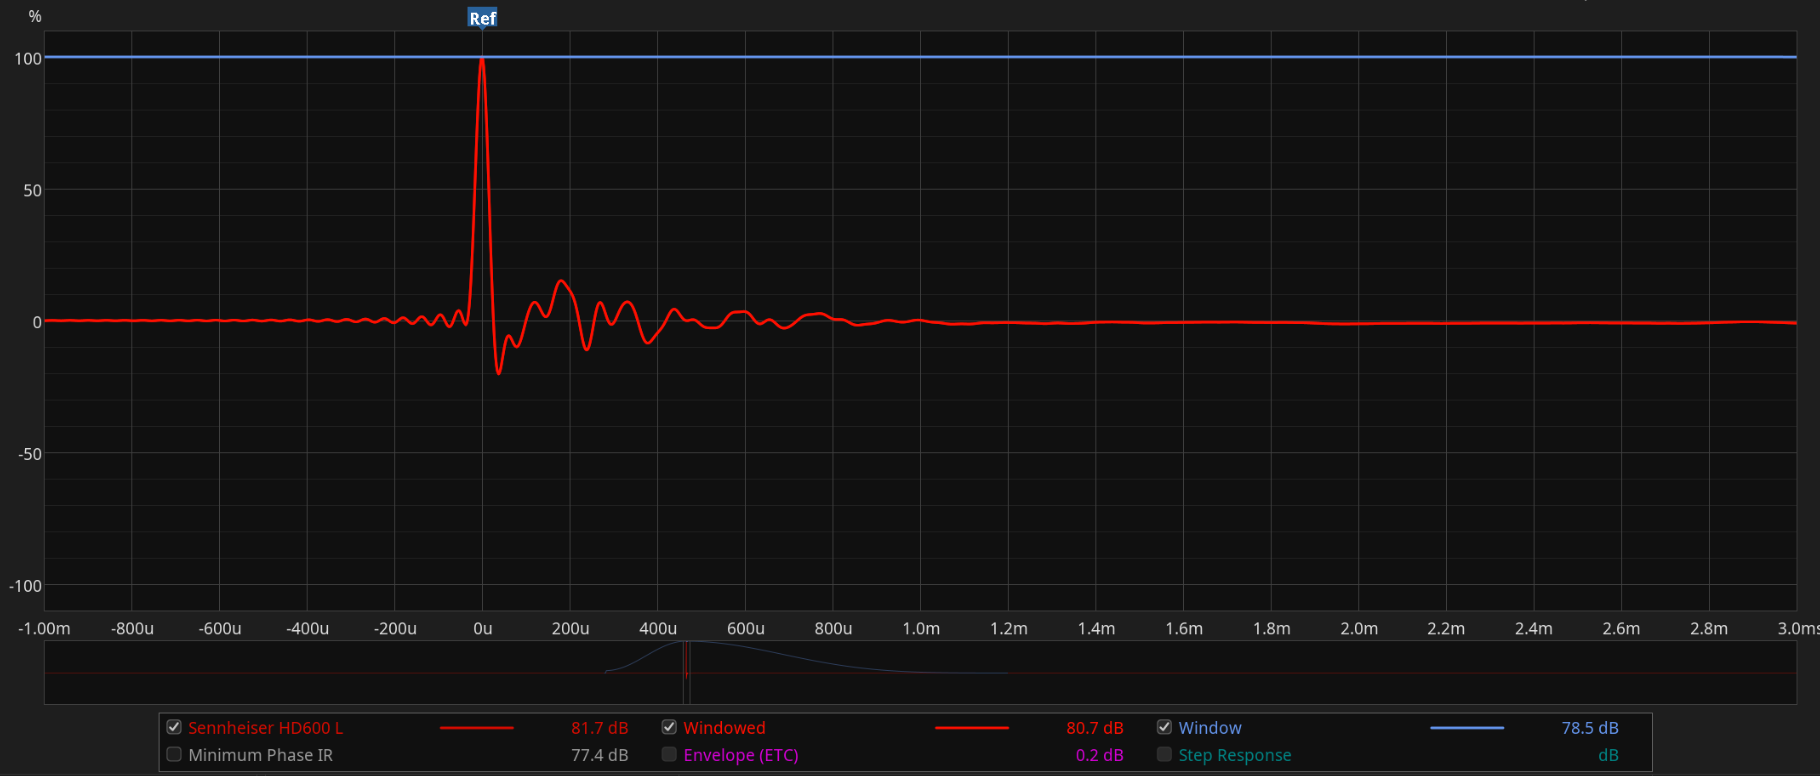 %
Ref
100
50
0
-50
-100
-1.00m -800u -600u -400u -200u 0u 200u 400u 600u 800u 1.0m 1.2m 1.4m 1.6m 1.8m 2.0m 2.2m 2.4m 2.6m 2.8m 3.0ms
Sennheiser HD600 L 81.7 dB Windowed 80.7 dB Window 78.5 dB
Minimum Phase IR 77.4 dB Envelope (ETC) 0.2 dB Step Response dB